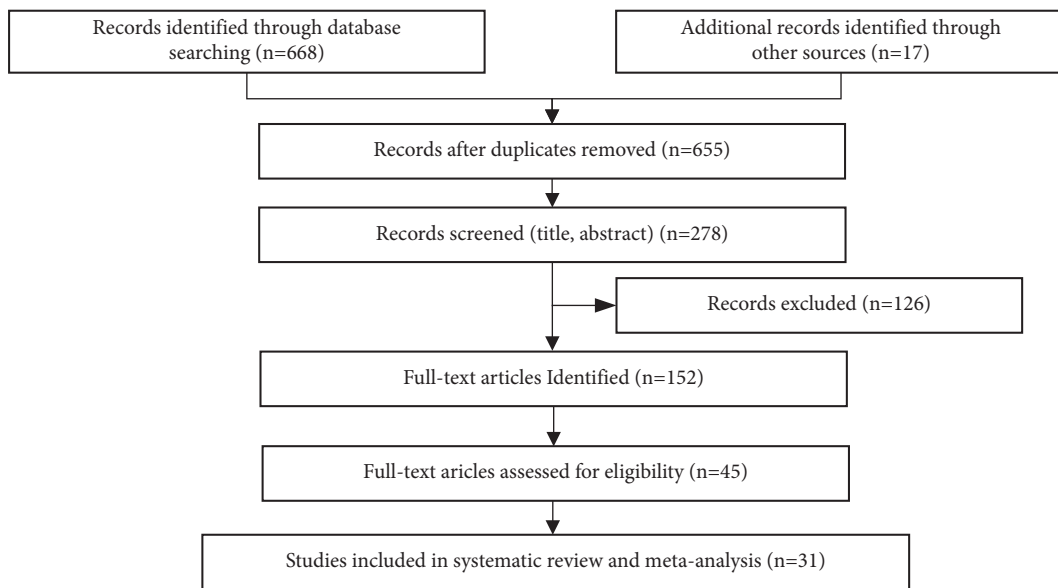 Records identified through database
searching (n=668)
Additional records identified through
other sources (n=17)
Records after duplicates removed (n=655)
Records screened (title, abstract) (n=278)
Records excluded (n=126)
Full-text articles Identified (n=152)
Full-text aricles assessed for eligibility (n=45)
Studies included in systematic review and meta-analysis (n=31)